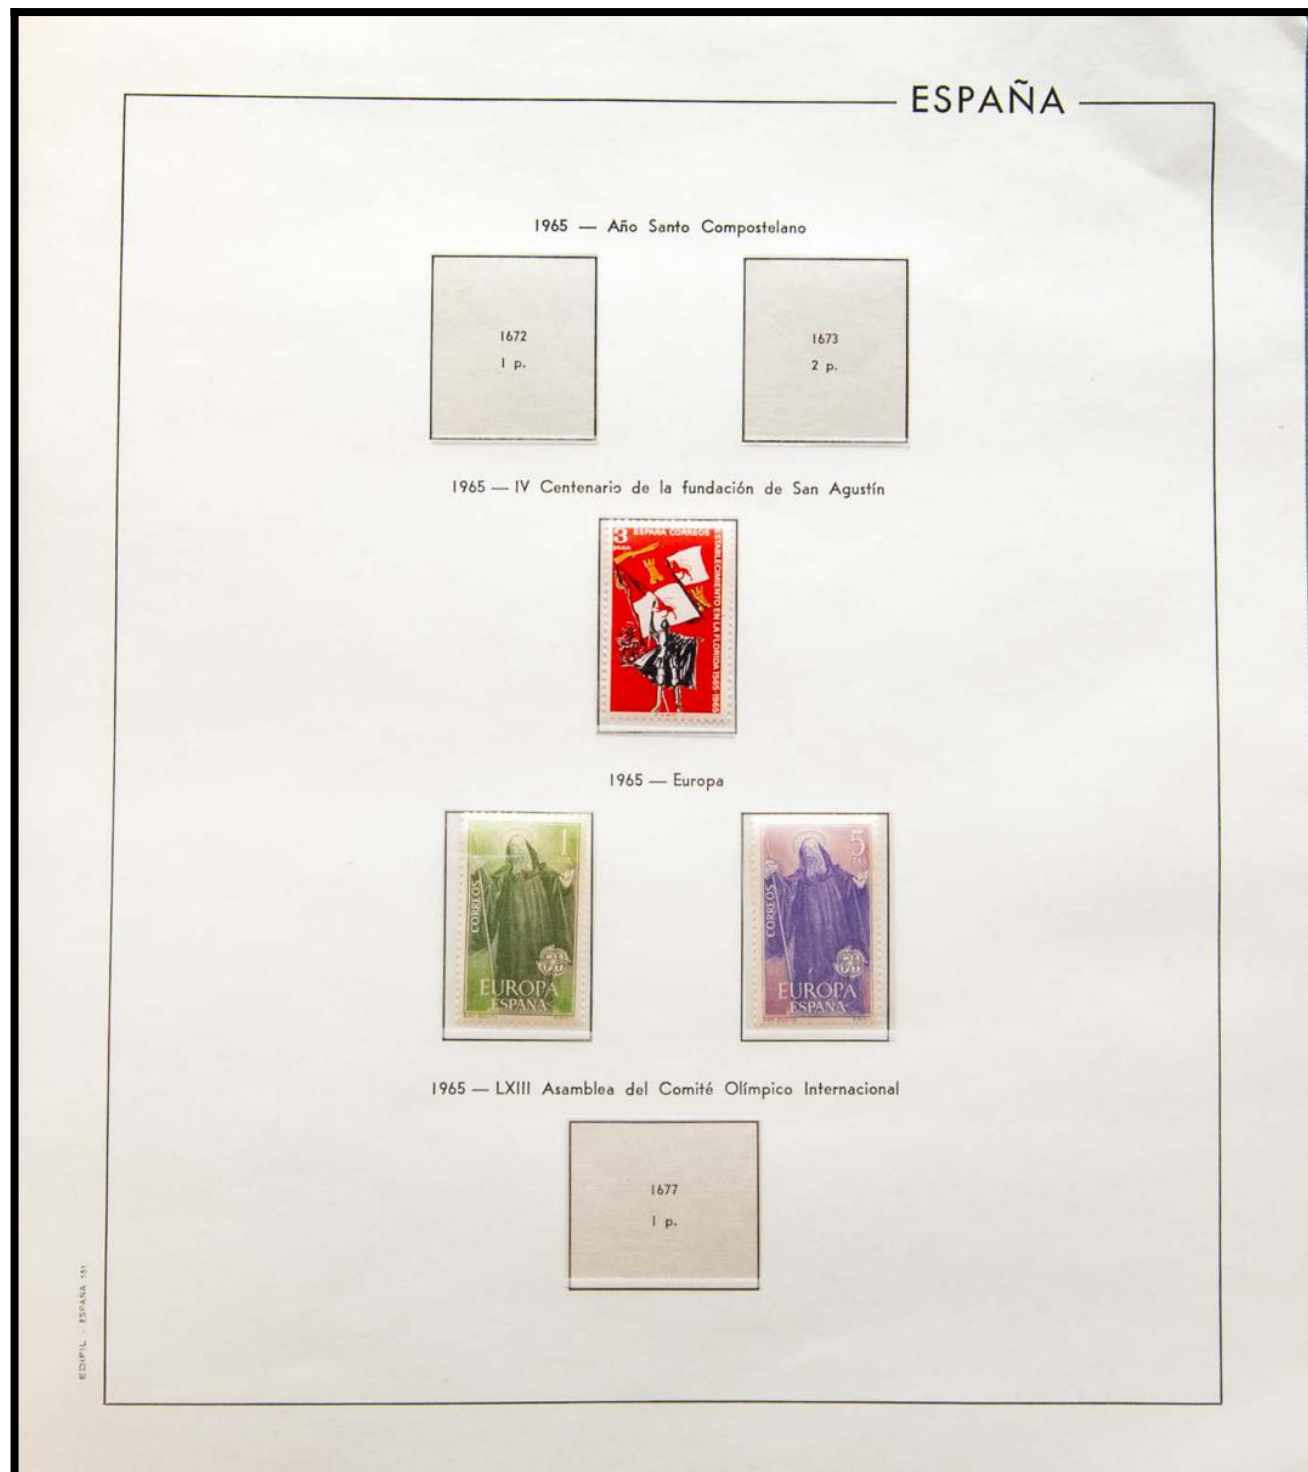 ESPAÑA
1965 — Año Santo Compostelano
1672
1 p.
1673
2 p.
1965 — IV Centenario de la fundación de San Agustín
3
ESPAÑA CORREOS
ESTABLECIMIENTO EN LA FLORIDA 1565-1965
1965 — Europa
1
CORREOS
EUROPA
ESPAÑA
5
PTAS
CORREOS
EUROPA
ESPAÑA
1965 — LXIII Asamblea del Comité Olímpico Internacional
1677
1 p.
EDIFIL - ESPAÑA 151